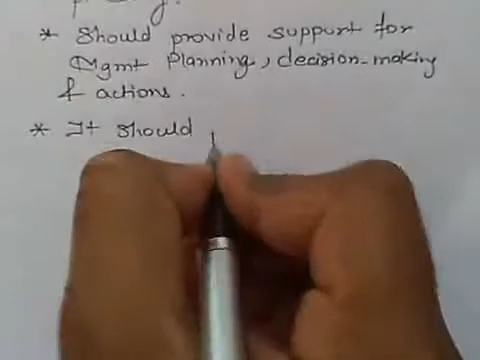 * Should provide support for
Mgmt Planning, decision-making
& actions.
* It should